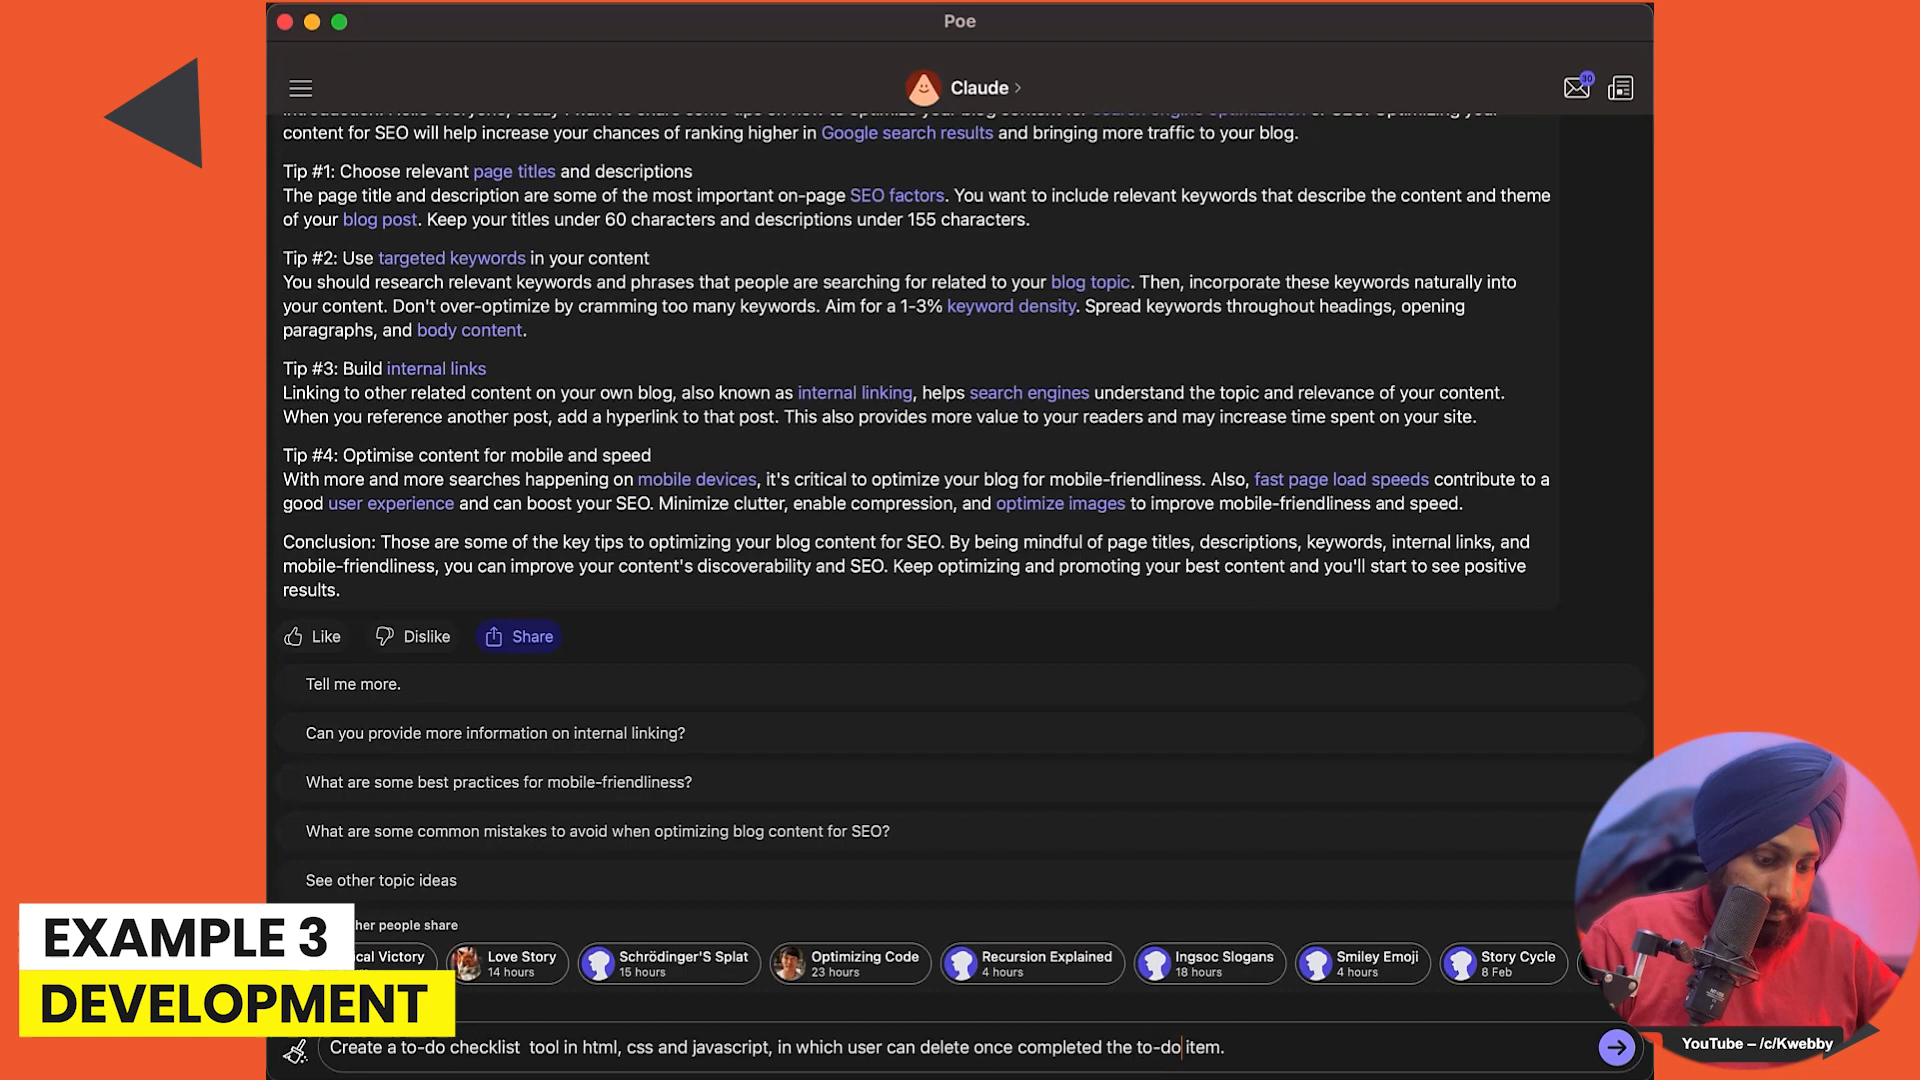 Poe
Claude
30
content for SEO will help increase your chances of ranking higher in Google search results and bringing more traffic to your blog.
Tip #1: Choose relevant page titles and descriptions
The page title and description are some of the most important on-page SEO factors. You want to include relevant keywords that describe the content and theme
of your blog post. Keep your titles under 60 characters and descriptions under 155 characters.
Tip #2: Use targeted keywords in your content
You should research relevant keywords and phrases that people are searching for related to your blog topic. Then, incorporate these keywords naturally into
your content. Don't over-optimize by cramming too many keywords. Aim for a 1-3% keyword density. Spread keywords throughout headings, opening
paragraphs, and body content.
Tip #3: Build internal links
Linking to other related content on your own blog, also known as internal linking, helps search engines understand the topic and relevance of your content.
When you reference another post, add a hyperlink to that post. This also provides more value to your readers and may increase time spent on your site.
Tip #4: Optimise content for mobile and speed
With more and more searches happening on mobile devices, it's critical to optimize your blog for mobile-friendliness. Also, fast page load speeds contribute to a
good user experience and can boost your SEO. Minimize clutter, enable compression, and optimize images to improve mobile-friendliness and speed.
Conclusion: Those are some of the key tips to optimizing your blog content for SEO. By being mindful of page titles, descriptions, keywords, internal links, and
mobile-friendliness, you can improve your content's discoverability and SEO. Keep optimizing and promoting your best content and you'll start to see positive
results.
Like Dislike Share
Tell me more.
Can you provide more information on internal linking?
What are some best practices for mobile-friendliness?
What are some common mistakes to avoid when optimizing blog content for SEO?
See other topic ideas
her people share
cal Victory
Love Story
14 hours
Schrödinger'S Splat
15 hours
Optimizing Code
23 hours
Recursion Explained
4 hours
Ingsoc Slogans
18 hours
Smiley Emoji
4 hours
Story Cycle
8 Feb
EXAMPLE 3
DEVELOPMENT
Create a to-do checklist  tool in html, css and javascript, in which user can delete once completed the to-do item.
YouTube – /c/Kwebby